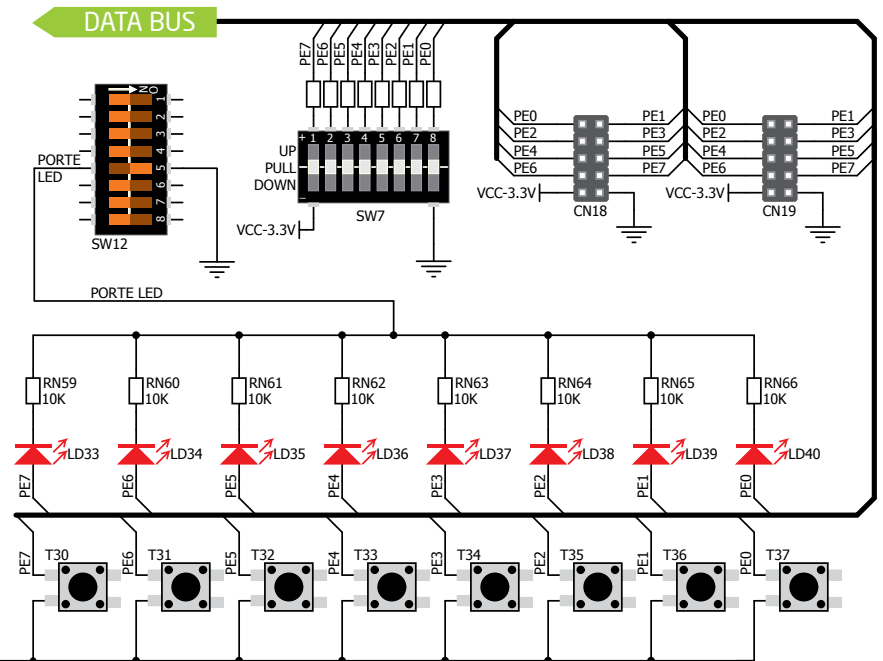 DATA BUS
PE7 PE6 PE5 PE4 PE3 PE2 PE1 PE0
ON
1 2 3 4 5 6 7 8
SW12
PORTE
LED
+ 1 2 3 4 5 6 7 8
UP
PULL
DOWN
−
SW7
VCC-3.3V
PE0 PE1
PE2 PE3
PE4 PE5
PE6 PE7
VCC-3.3V
CN18
PE0 PE1
PE2 PE3
PE4 PE5
PE6 PE7
VCC-3.3V
CN19
PORTE LED
RN59 RN60 RN61 RN62 RN63 RN64 RN65 RN66
10K 10K 10K 10K 10K 10K 10K 10K
LD33 LD34 LD35 LD36 LD37 LD38 LD39 LD40
PE7 PE6 PE5 PE4 PE3 PE2 PE1 PE0
T30 T31 T32 T33 T34 T35 T36 T37
PE7 PE6 PE5 PE4 PE3 PE2 PE1 PE0